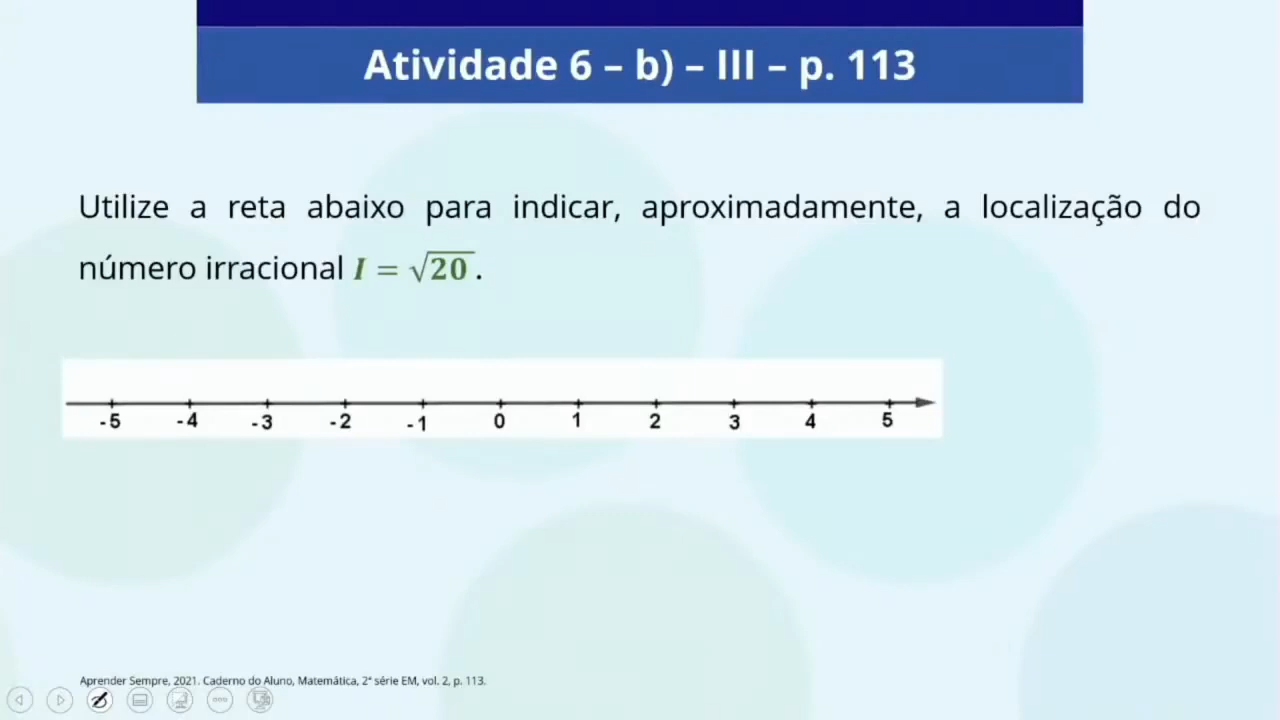 Atividade 6 – b) – III – p. 113
Utilize a reta abaixo para indicar, aproximadamente, a localização do
número irracional I = √20.
-5 -4 -3 -2 -1 0 1 2 3 4 5
Aprender Sempre, 2021. Caderno do Aluno, Matemática, 2ª série EM, vol. 2, p. 113.